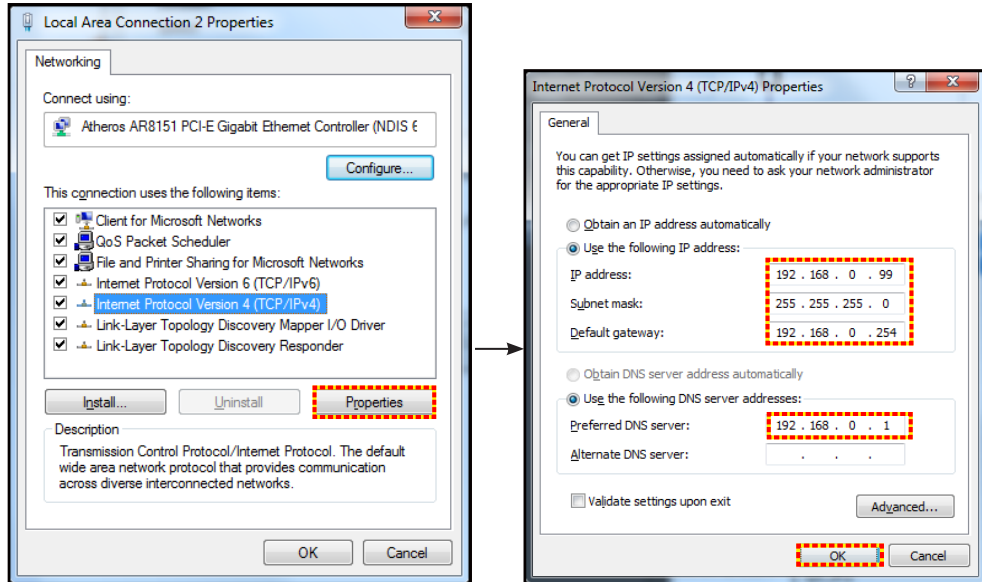 Local Area Connection 2 Properties
Networking
Connect using:
Atheros AR8151 PCI-E Gigabit Ethernet Controller (NDIS 6
Configure...
This connection uses the following items:
Client for Microsoft Networks
QoS Packet Scheduler
File and Printer Sharing for Microsoft Networks
Internet Protocol Version 6 (TCP/IPv6)
Internet Protocol Version 4 (TCP/IPv4)
Link-Layer Topology Discovery Mapper I/O Driver
Link-Layer Topology Discovery Responder
Install...
Uninstall
Properties
Description
Transmission Control Protocol/Internet Protocol. The default
wide area network protocol that provides communication
across diverse interconnected networks.
OK
Cancel
Internet Protocol Version 4 (TCP/IPv4) Properties
General
You can get IP settings assigned automatically if your network supports
this capability. Otherwise, you need to ask your network administrator
for the appropriate IP settings.
Obtain an IP address automatically
Use the following IP address:
IP address: 192 . 168 . 0 . 99
Subnet mask: 255 . 255 . 255 . 0
Default gateway: 192 . 168 . 0 . 254
Obtain DNS server address automatically
Use the following DNS server addresses:
Preferred DNS server: 192 . 168 . 0 . 1
Alternate DNS server: . . .
Validate settings upon exit
Advanced...
OK
Cancel